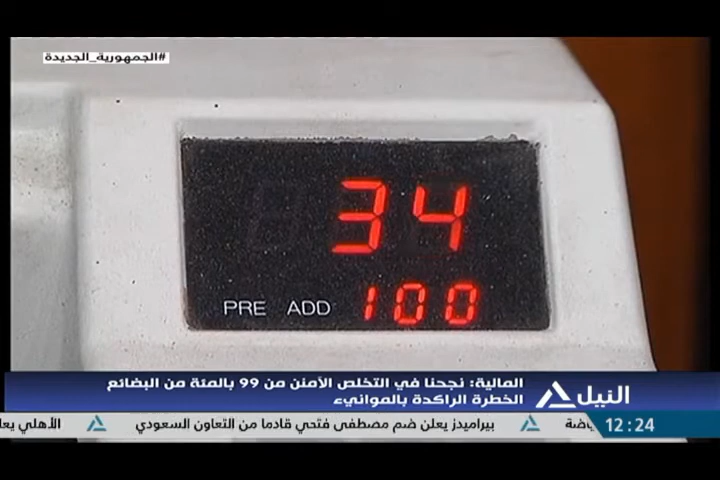 #الجمهورية_الجديدة
34
PRE ADD 100
المالية: نجحنا في التخلص الآمن من 99 بالمئة من البضائع
الخطرة الراكدة بالموانيء
النيل
بيراميدز يعلن ضم مصطفى فتحي قادما من التعاون السعودي
الأهلي
12:24